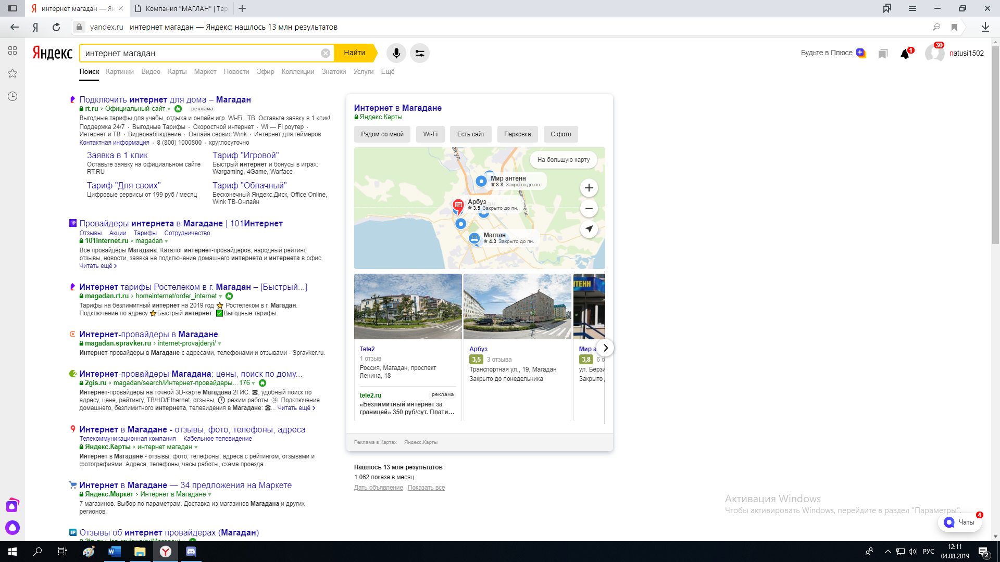 интернет магадан — Ян
Компания "МАГЛАН" | Тер
yandex.ru интернет магадан — Яндекс: нашлось 13 млн результатов
Яндекс
интернет магадан
Найти
Будьте в Плюсе
1
30
natusi1502
Поиск Картинки Видео Карты Маркет Новости Эфир Коллекции Знатоки Услуги Ещё
Подключить интернет для дома – Магадан
rt.ru › Официальный-сайт реклама
Выгодные тарифы для учебы, отдыха и онлайн игр. Wi-Fi . ТВ. Оставьте заявку в 1 клик!
Поддержка 24/7 · Выгодные Тарифы · Скоростной интернет · Wi — Fi роутер ·
Интернет и ТВ · Видеонаблюдение · Онлайн сервис Wink · Интернет для геймеров
Контактная информация · 8 (800) 1000800 · круглосуточно
Заявка в 1 клик
Оставьте заявку на официальном сайте
RT.RU
Тариф "Игровой"
Быстрый интернет и бонусы в играх:
Wargaming, 4Game, Warface
Тариф "Для своих"
Цифровые сервисы от 199 руб / месяц
Тариф "Облачный"
Бесконечный Яндекс.Диск, Office Online,
Wink ТВ-Онлайн
Провайдеры интернета в Магадане | 101Интернет
Отзывы Акции Тарифы Сотрудничество
101internet.ru › magadan
Все провайдеры Магадана. Каталог интернет-провайдеров, народный рейтинг,
отзывы, новости, заявка на подключение домашнего интернета и интернета в офис.
Читать ещё >
Интернет тарифы Ростелеком в г. Магадан – [Быстрый...]
magadan.rt.ru › homeinternet/order_internet
Тарифы на безлимитный интернет на 2019 год ⭐ Ростелеком в г. Магадан.
Подключение по адресу.⭐Быстрый интернет. ✅Выгодные тарифы.
Интернет-провайдеры в Магадане
magadan.spravker.ru › internet-provajderyi/
Интернет-провайдеры в Магадане с адресами, телефонами и отзывами - Spravker.ru.
Интернет-провайдеры Магадана: цены, поиск по дому...
2gis.ru › magadan/search/Интернет-провайдеры...176
Интернет-провайдеры на точной 3D-карте Магадана 2ГИС: ☎, удобный поиск по
адресу, цене, рейтингу, ТВ/HD/Ethernet, отзывы, режим работы, 24. Подключение
домашнего, безлимитного интернета, телевидения в Магадане: ☎... Читать ещё >
Интернет в Магадане - отзывы, фото, телефоны, адреса
Телекоммуникационная компания Кабельное телевидение
Яндекс.Карты › интернет магадан
Интернет в Магадане - отзывы, фото, телефоны, адреса с рейтингом, отзывами и
фотографиями. Адреса, телефоны, часы работы, схема проезда.
Интернет в Магадане — 34 предложения на Маркете
Яндекс.Маркет › Интернет в Магадане
7 магазинов. Выбор по параметрам. Доставка из магазинов Магадана и других
регионов.
Отзывы об интернет провайдерах (Магадан)
Интернет в Магадане
Яндекс.Карты
Рядом со мной Wi-Fi Есть сайт Парковка С фото
На большую карту
Мир антенн
3.8 Закрыто до пн.
Арбуз
3.5 Закрыто до пн.
Маглан
4.3 Закрыто до пн.
Tele2
1 отзыв
Россия, Магадан, проспект
Ленина, 18
tele2.ru реклама
«Безлимитный интернет за
границей» 350 руб/сут. Плати...
Арбуз
3,5 3 отзыва
Транспортная ул., 19, Магадан
Закрыто до понедельника
ТЕНН
Мир а
3,8 6 о
ул. Берзи
Закрыто
Реклама в Картах Яндекс.Карты
Нашлось 13 млн результатов
1 062 показа в месяц
Дать объявление Показать все
Активация Windows
Чтобы активировать Windows, перейдите в раздел "Параметры".
Чаты
4
РУС
12:11
04.08.2019
2